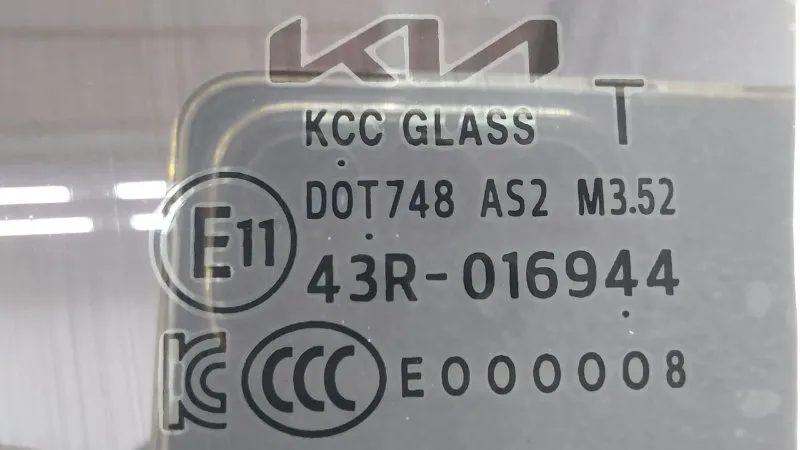 KIA
KCC GLASS T
DOT748 AS2 M3.52
E11 43R-016944
KC CCC E000008